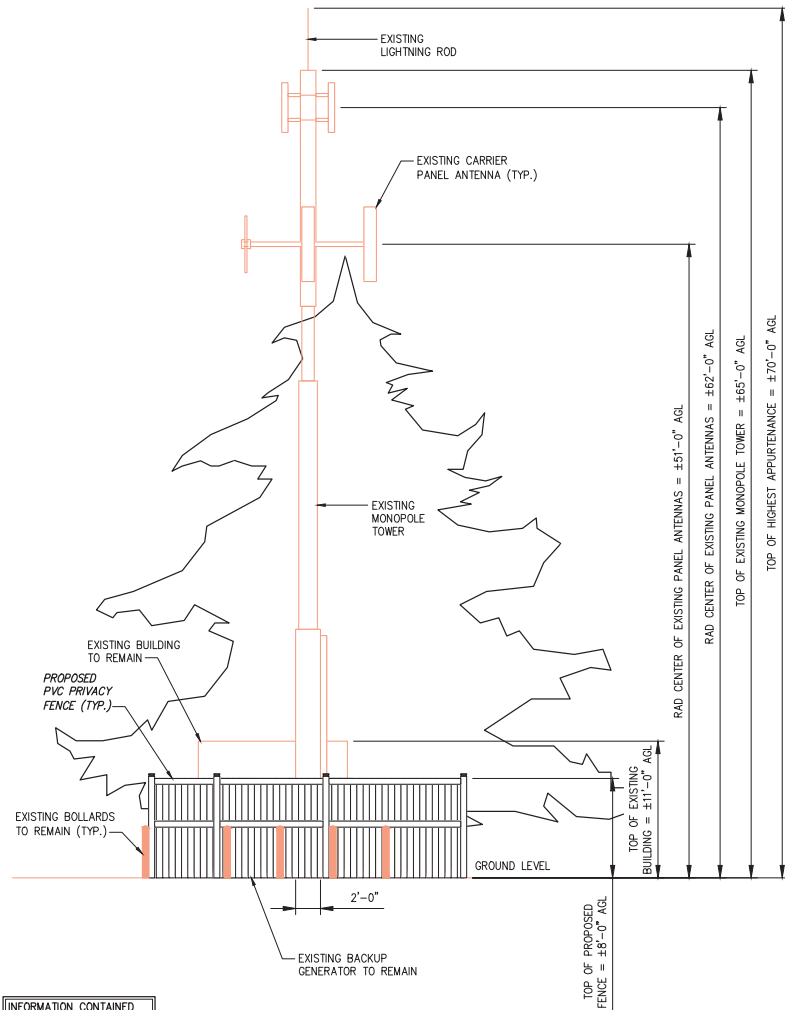 EXISTING
LIGHTNING ROD
EXISTING CARRIER
PANEL ANTENNA (TYP.)
EXISTING
MONOPOLE
TOWER
EXISTING BUILDING
TO REMAIN
PROPOSED
PVC PRIVACY
FENCE (TYP.)
EXISTING BOLLARDS
TO REMAIN (TYP.)
GROUND LEVEL
2'-0"
EXISTING BACKUP
GENERATOR TO REMAIN
TOP OF PROPOSED
FENCE = ±8'-0" AGL
TOP OF EXISTING
BUILDING = ±11'-0" AGL
RAD CENTER OF EXISTING PANEL ANTENNAS = ±51'-0" AGL
RAD CENTER OF EXISTING PANEL ANTENNAS = ±62'-0" AGL
TOP OF EXISTING MONOPOLE TOWER = ±65'-0" AGL
TOP OF HIGHEST APPURTENANCE = ±70'-0" AGL
INFORMATION CONTAINED